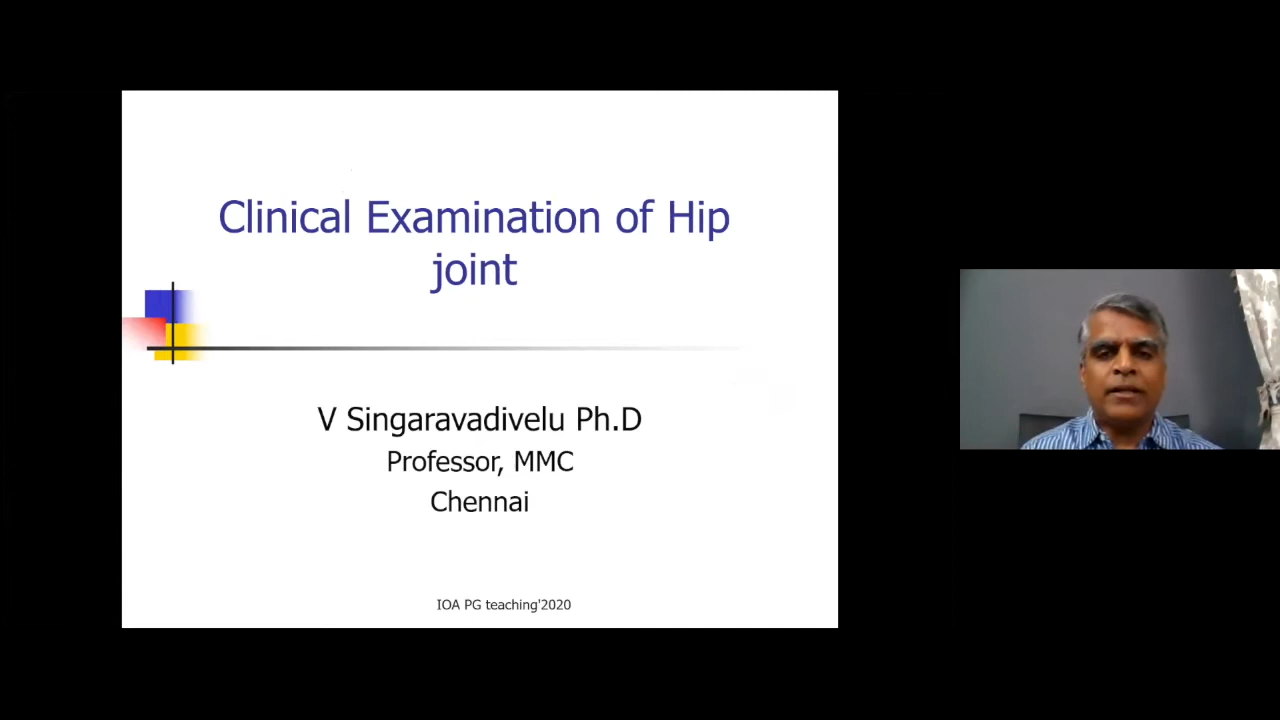 Clinical Examination of Hip
joint
V Singaravadivelu Ph.D
Professor, MMC
Chennai
IOA PG teaching'2020